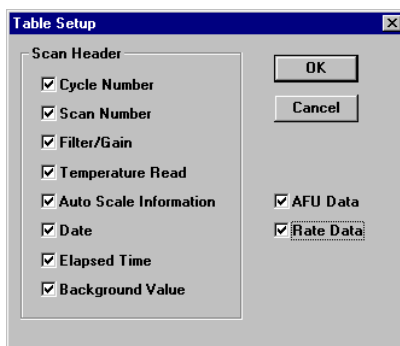 Table Setup
Scan Header
Cycle Number
Scan Number
Filter/Gain
Temperature Read
Auto Scale Information
Date
Elapsed Time
Background Value
OK
Cancel
AFU Data
Rate Data